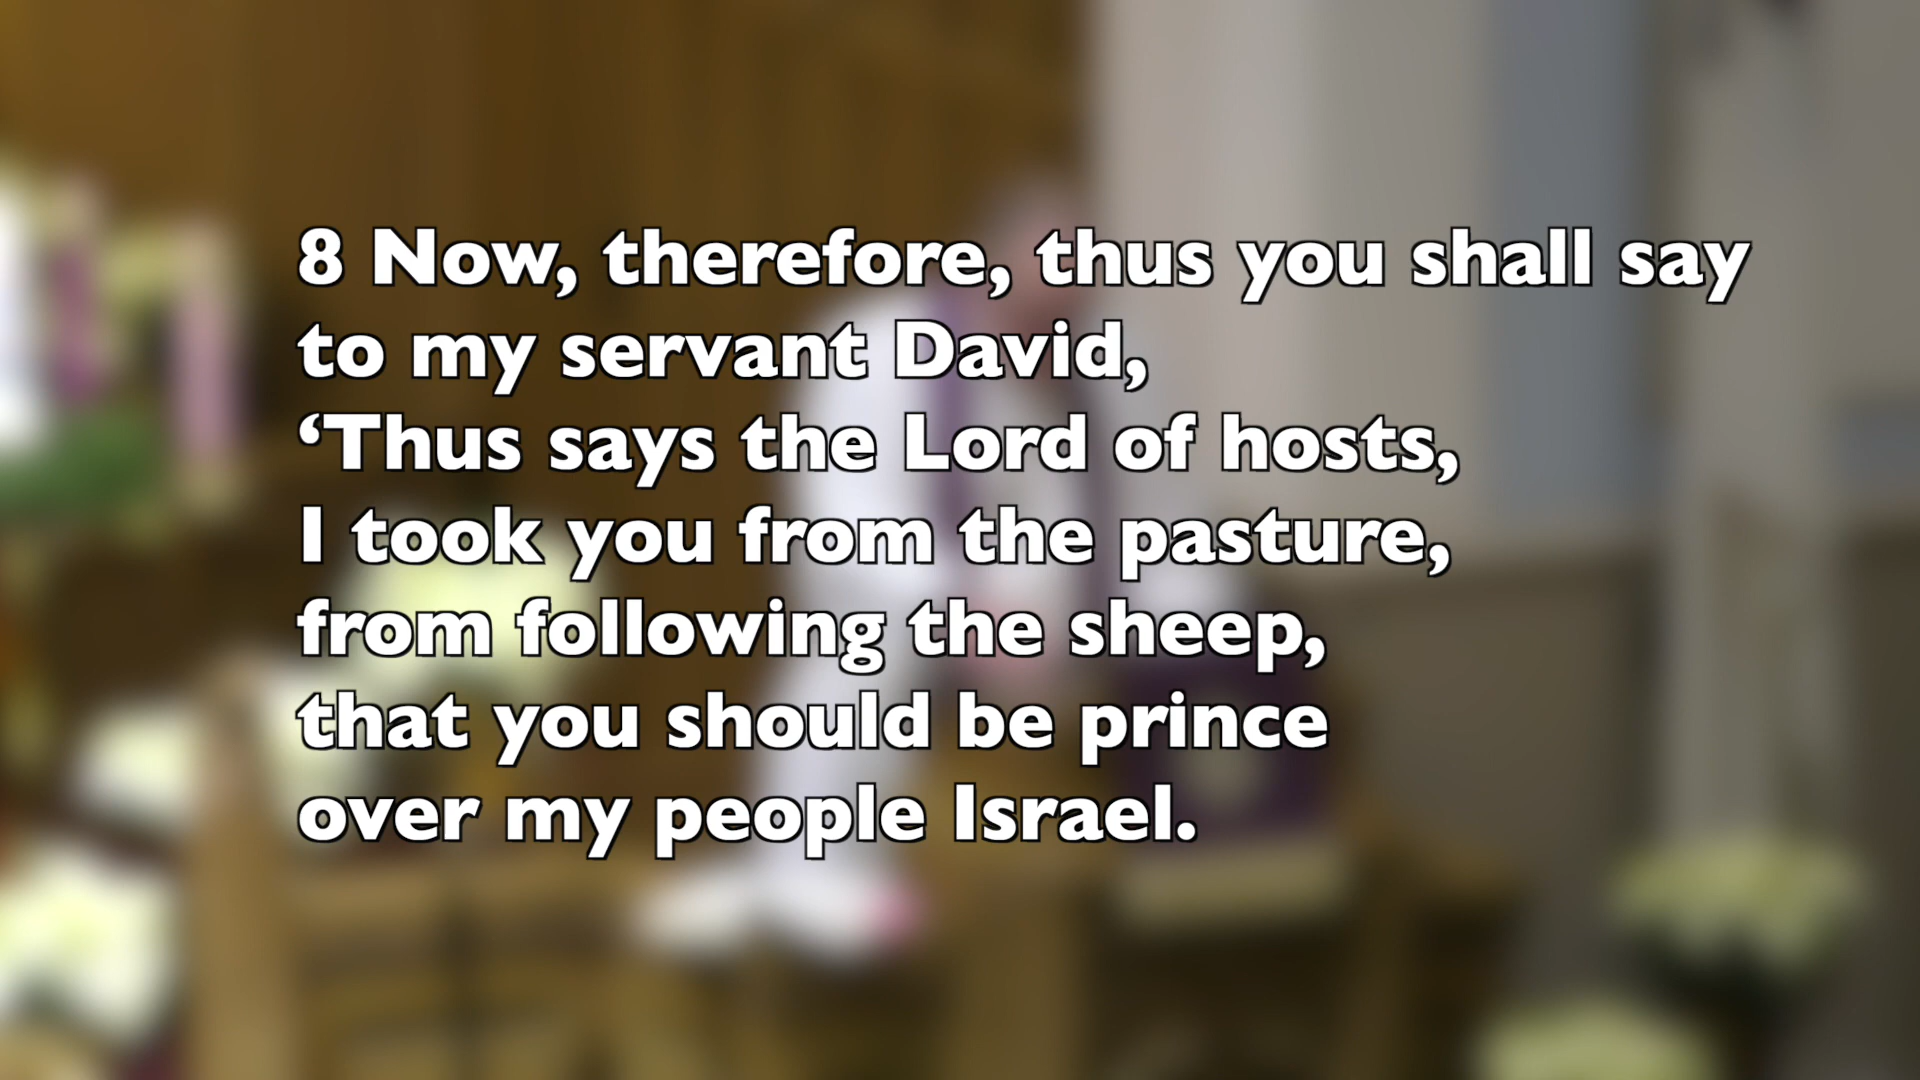 8 Now, therefore, thus you shall say
to my servant David,
‘Thus says the Lord of hosts,
I took you from the pasture,
from following the sheep,
that you should be prince
over my people Israel.